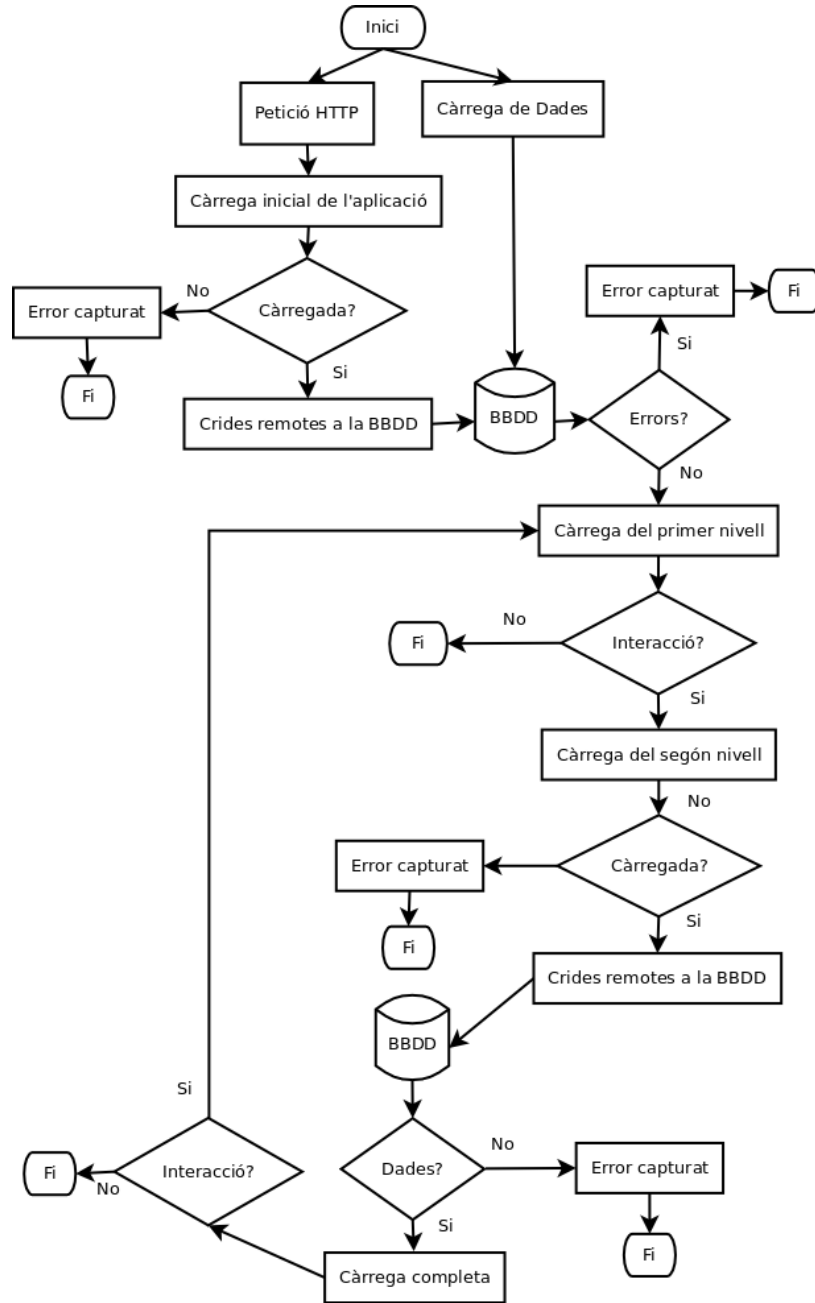 Inici
Petició HTTP
Càrrega de Dades
Càrrega inicial de l'aplicació
Error capturat
No
Càrregada?
Error capturat
Fi
Fi
Si
Si
Crides remotes a la BBDD
BBDD
Errors?
No
Càrrega del primer nivell
Fi
No
Interacció?
Si
Càrrega del segón nivell
No
Error capturat
Càrregada?
Fi
Si
Crides remotes a la BBDD
BBDD
Si
Fi
No
Interacció?
Dades?
No
Error capturat
Si
Fi
Càrrega completa